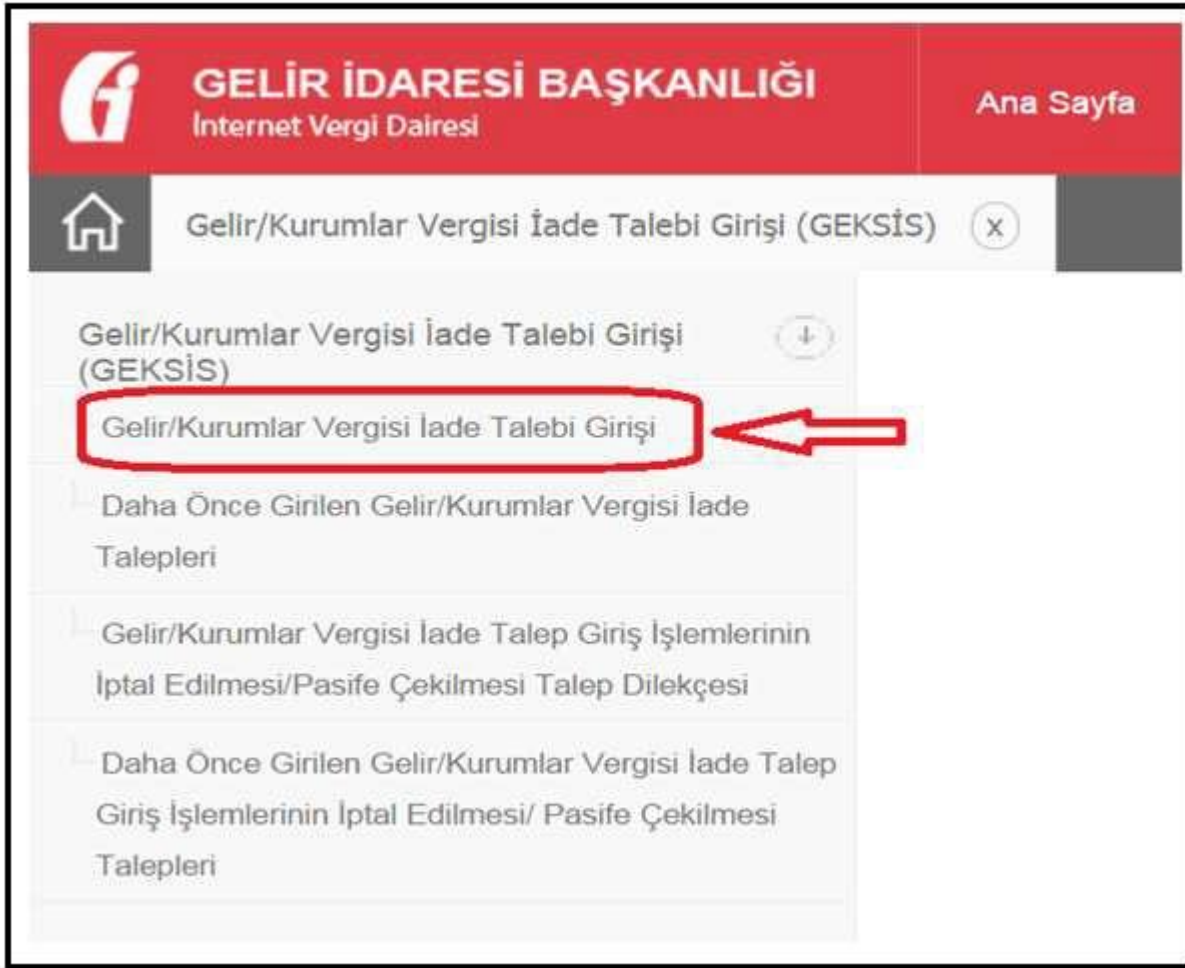 GELİR İDARESİ BAŞKANLIĞI
İnternet Vergi Dairesi
Ana Sayfa
Gelir/Kurumlar Vergisi İade Talebi Girişi (GEKSİS)
x
Gelir/Kurumlar Vergisi İade Talebi Girişi
(GEKSİS)
Gelir/Kurumlar Vergisi İade Talebi Girişi
Daha Önce Girilen Gelir/Kurumlar Vergisi İade
Talepleri
Gelir/Kurumlar Vergisi İade Talep Giriş İşlemlerinin
İptal Edilmesi/Pasife Çekilmesi Talep Dilekçesi
Daha Önce Girilen Gelir/Kurumlar Vergisi İade Talep
Giriş İşlemlerinin İptal Edilmesi/ Pasife Çekilmesi
Talepleri